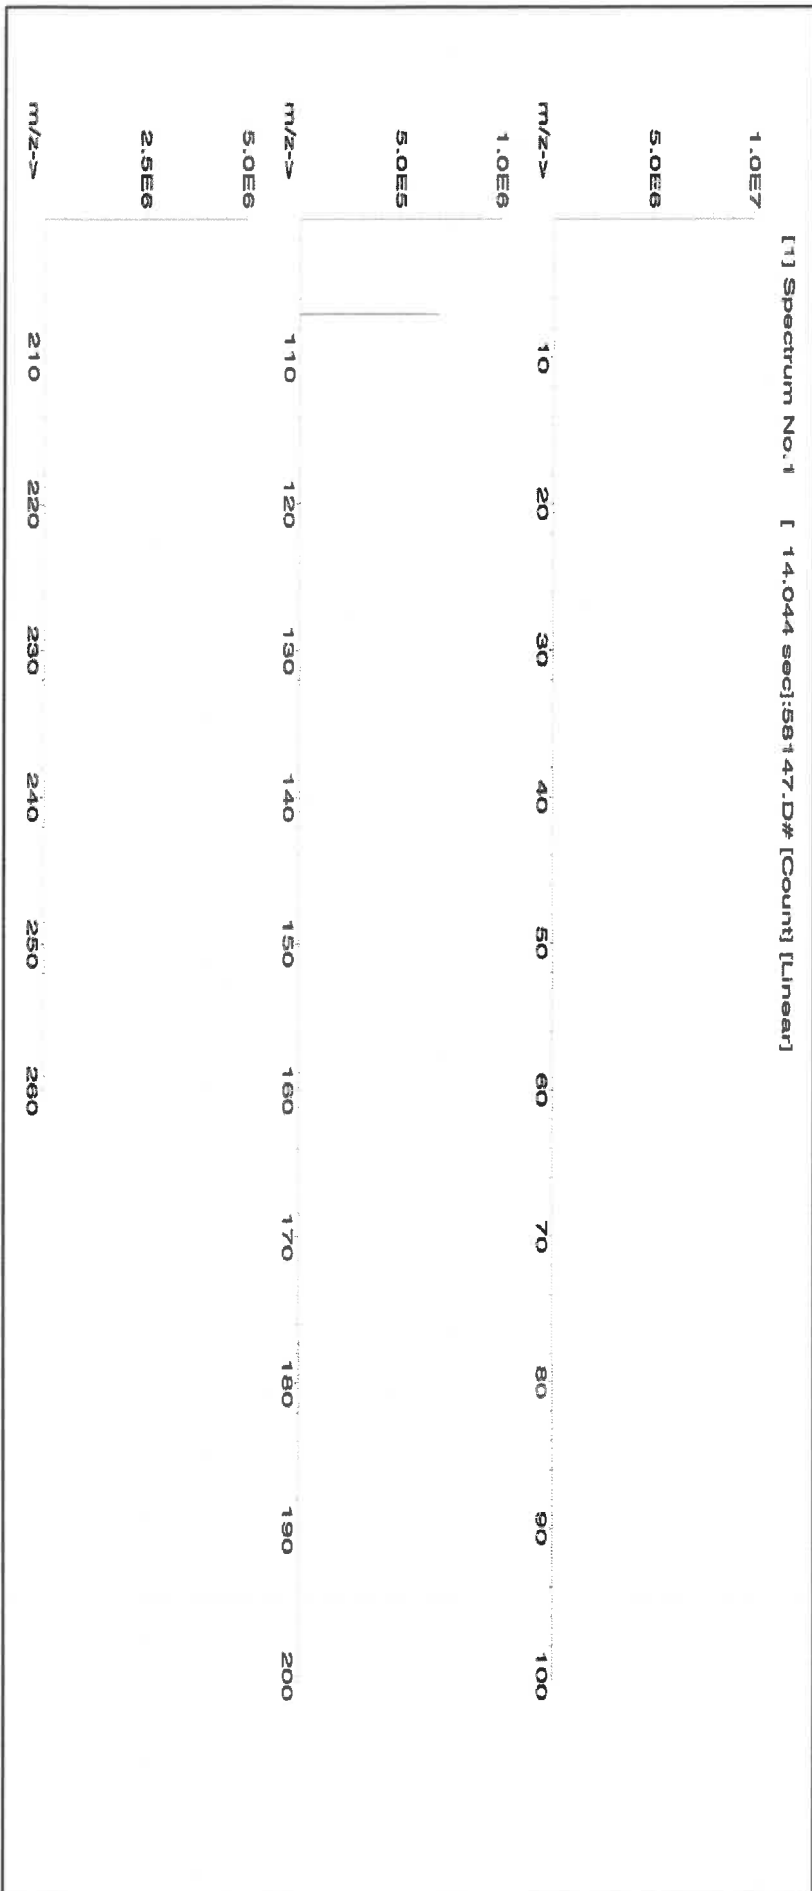 [1] Spectrum No.1 [ 14.044 sec]:58147.D# [Count] [Linear]
1.0E7
5.0E6
m/z-> 10 20 30 40 50 60 70 80 90 100
1.0E6
5.0E5
m/z-> 110 120 130 140 150 160 170 180 190 200
5.0E6
2.5E6
m/z-> 210 220 230 240 250 260